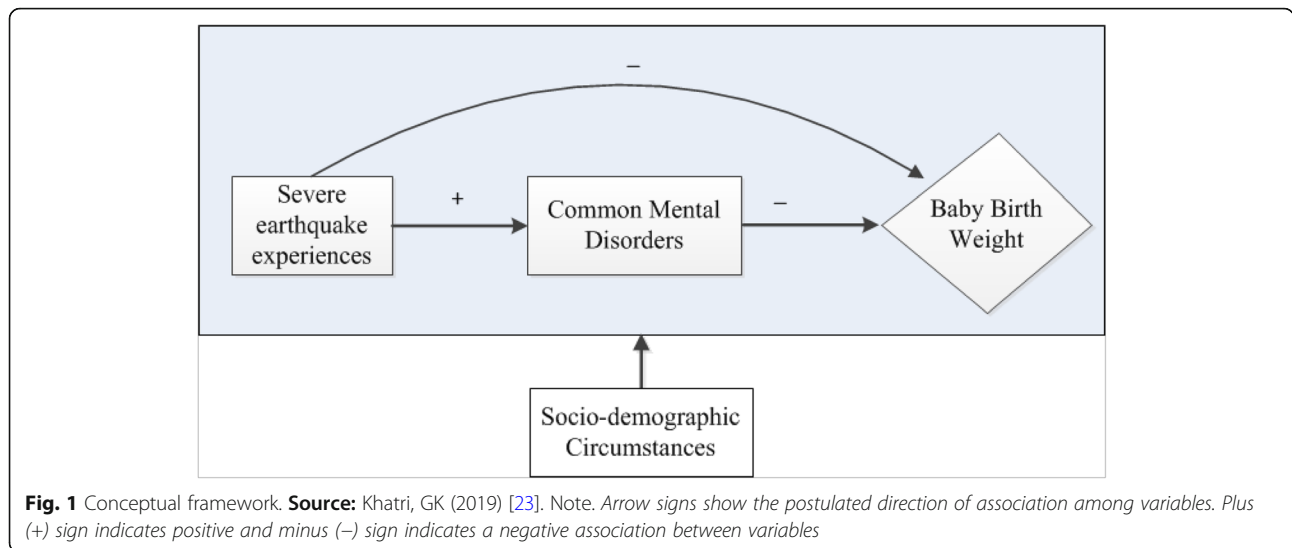 −
Severe
earthquake
experiences
+
Common Mental
Disorders
−
Baby Birth
Weight
Socio-demographic
Circumstances
Fig. 1 Conceptual framework. Source: Khatri, GK (2019) [23]. Note. Arrow signs show the postulated direction of association among variables. Plus
(+) sign indicates positive and minus (−) sign indicates a negative association between variables